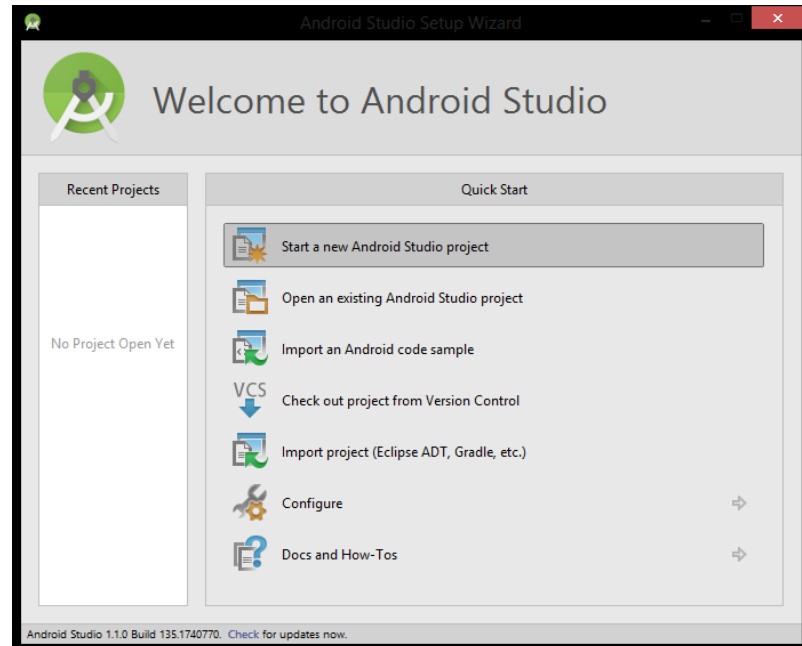 Android Studio Setup Wizard
Welcome to Android Studio
Recent Projects
No Project Open Yet
Quick Start
Start a new Android Studio project
Open an existing Android Studio project
Import an Android code sample
VCS
Check out project from Version Control
Import project (Eclipse ADT, Gradle, etc.)
Configure
Docs and How-Tos
Android Studio 1.1.0 Build 135.1740770. Check for updates now.